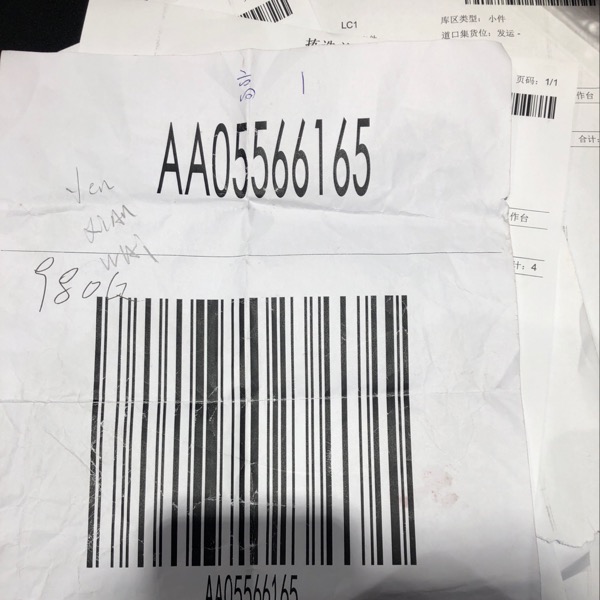 LC1
库区类型: 小件
道口集货位: 发运 -
页码: 1/1
作台
合计:
高 1
AA05566165
yen
XIAN
WAI
作台
计: 4
980G
AA05566165